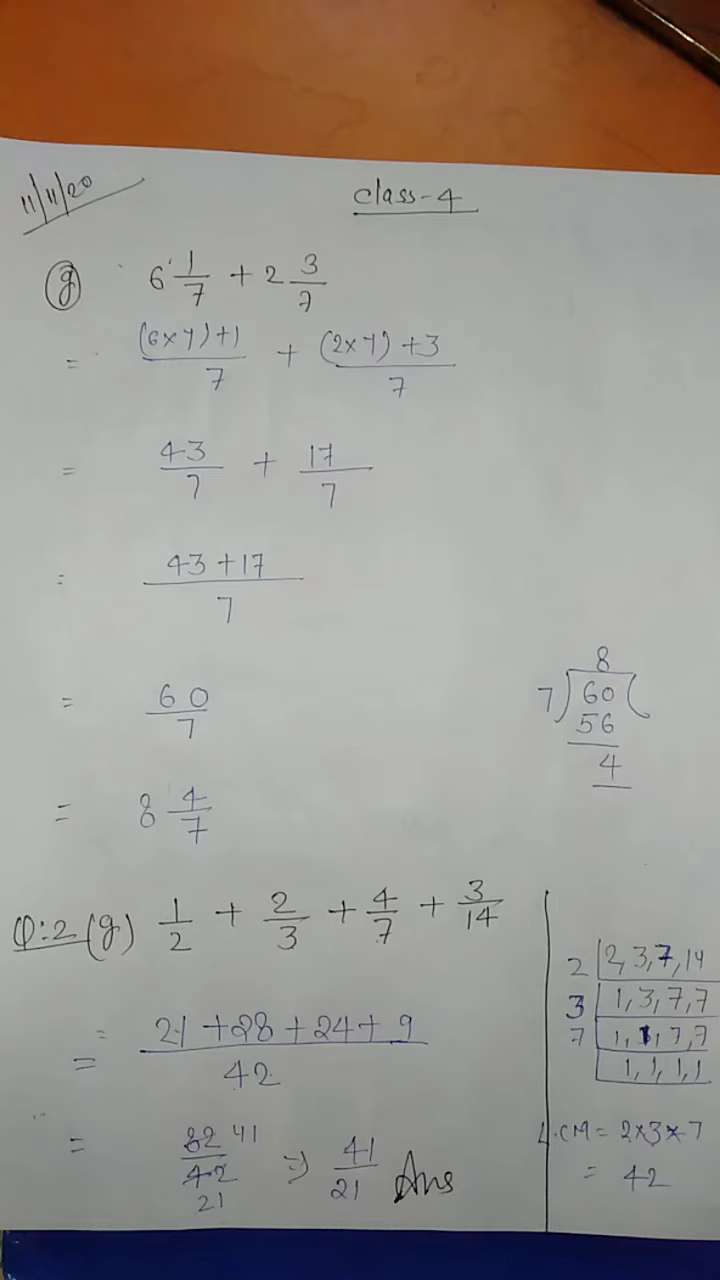 11/11/20
Class-4
(g) 6 1/7 + 2 3/7
= (6×7)+1/7 + (2×7)+3/7
= 43/7 + 17/7
= 43+17/7
= 60/7
= 8 4/7
8
7)60(
56
4
Q:2(g) 1/2 + 2/3 + 4/7 + 3/14
= 21+28+24+9/42
= 82/42 41/21 => 41/21 Ans
2 | 2,3,7,14
3 | 1,3,7,7
7 | 1,1,7,7
1,1,1,1
L.CM = 2×3×7
= 42